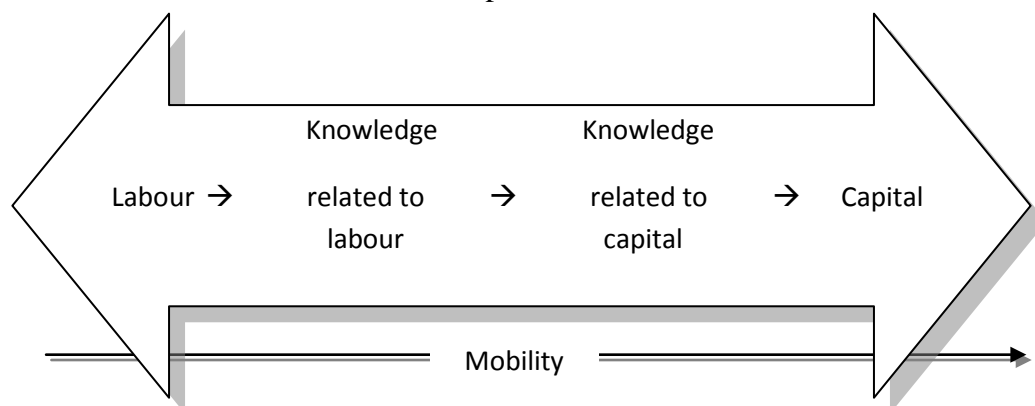 Knowledge Knowledge
Labour → related to → related to → Capital
labour capital
Mobility